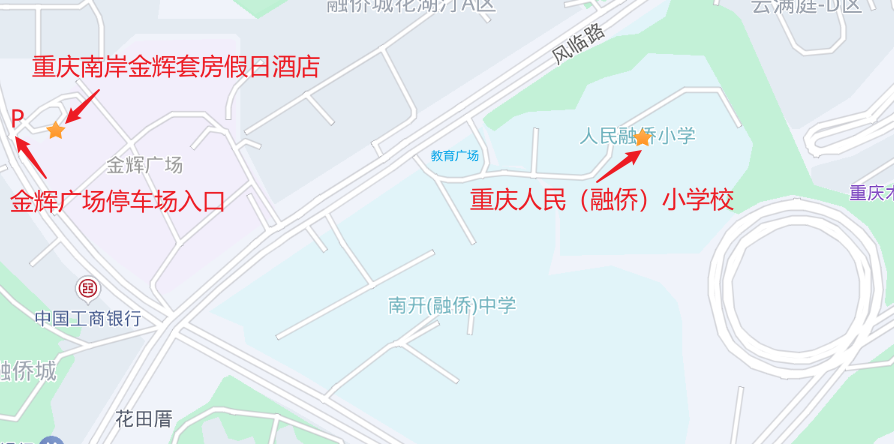 融侨城花湖汀A区
云满庭-D区
风临路
重庆南岸金辉套房假日酒店
P
人民融侨小学
教育广场
金辉广场
重庆人民（融侨）小学校
金辉广场停车场入口
重庆
南开(融侨)中学
中国工商银行
融侨城
花田厝